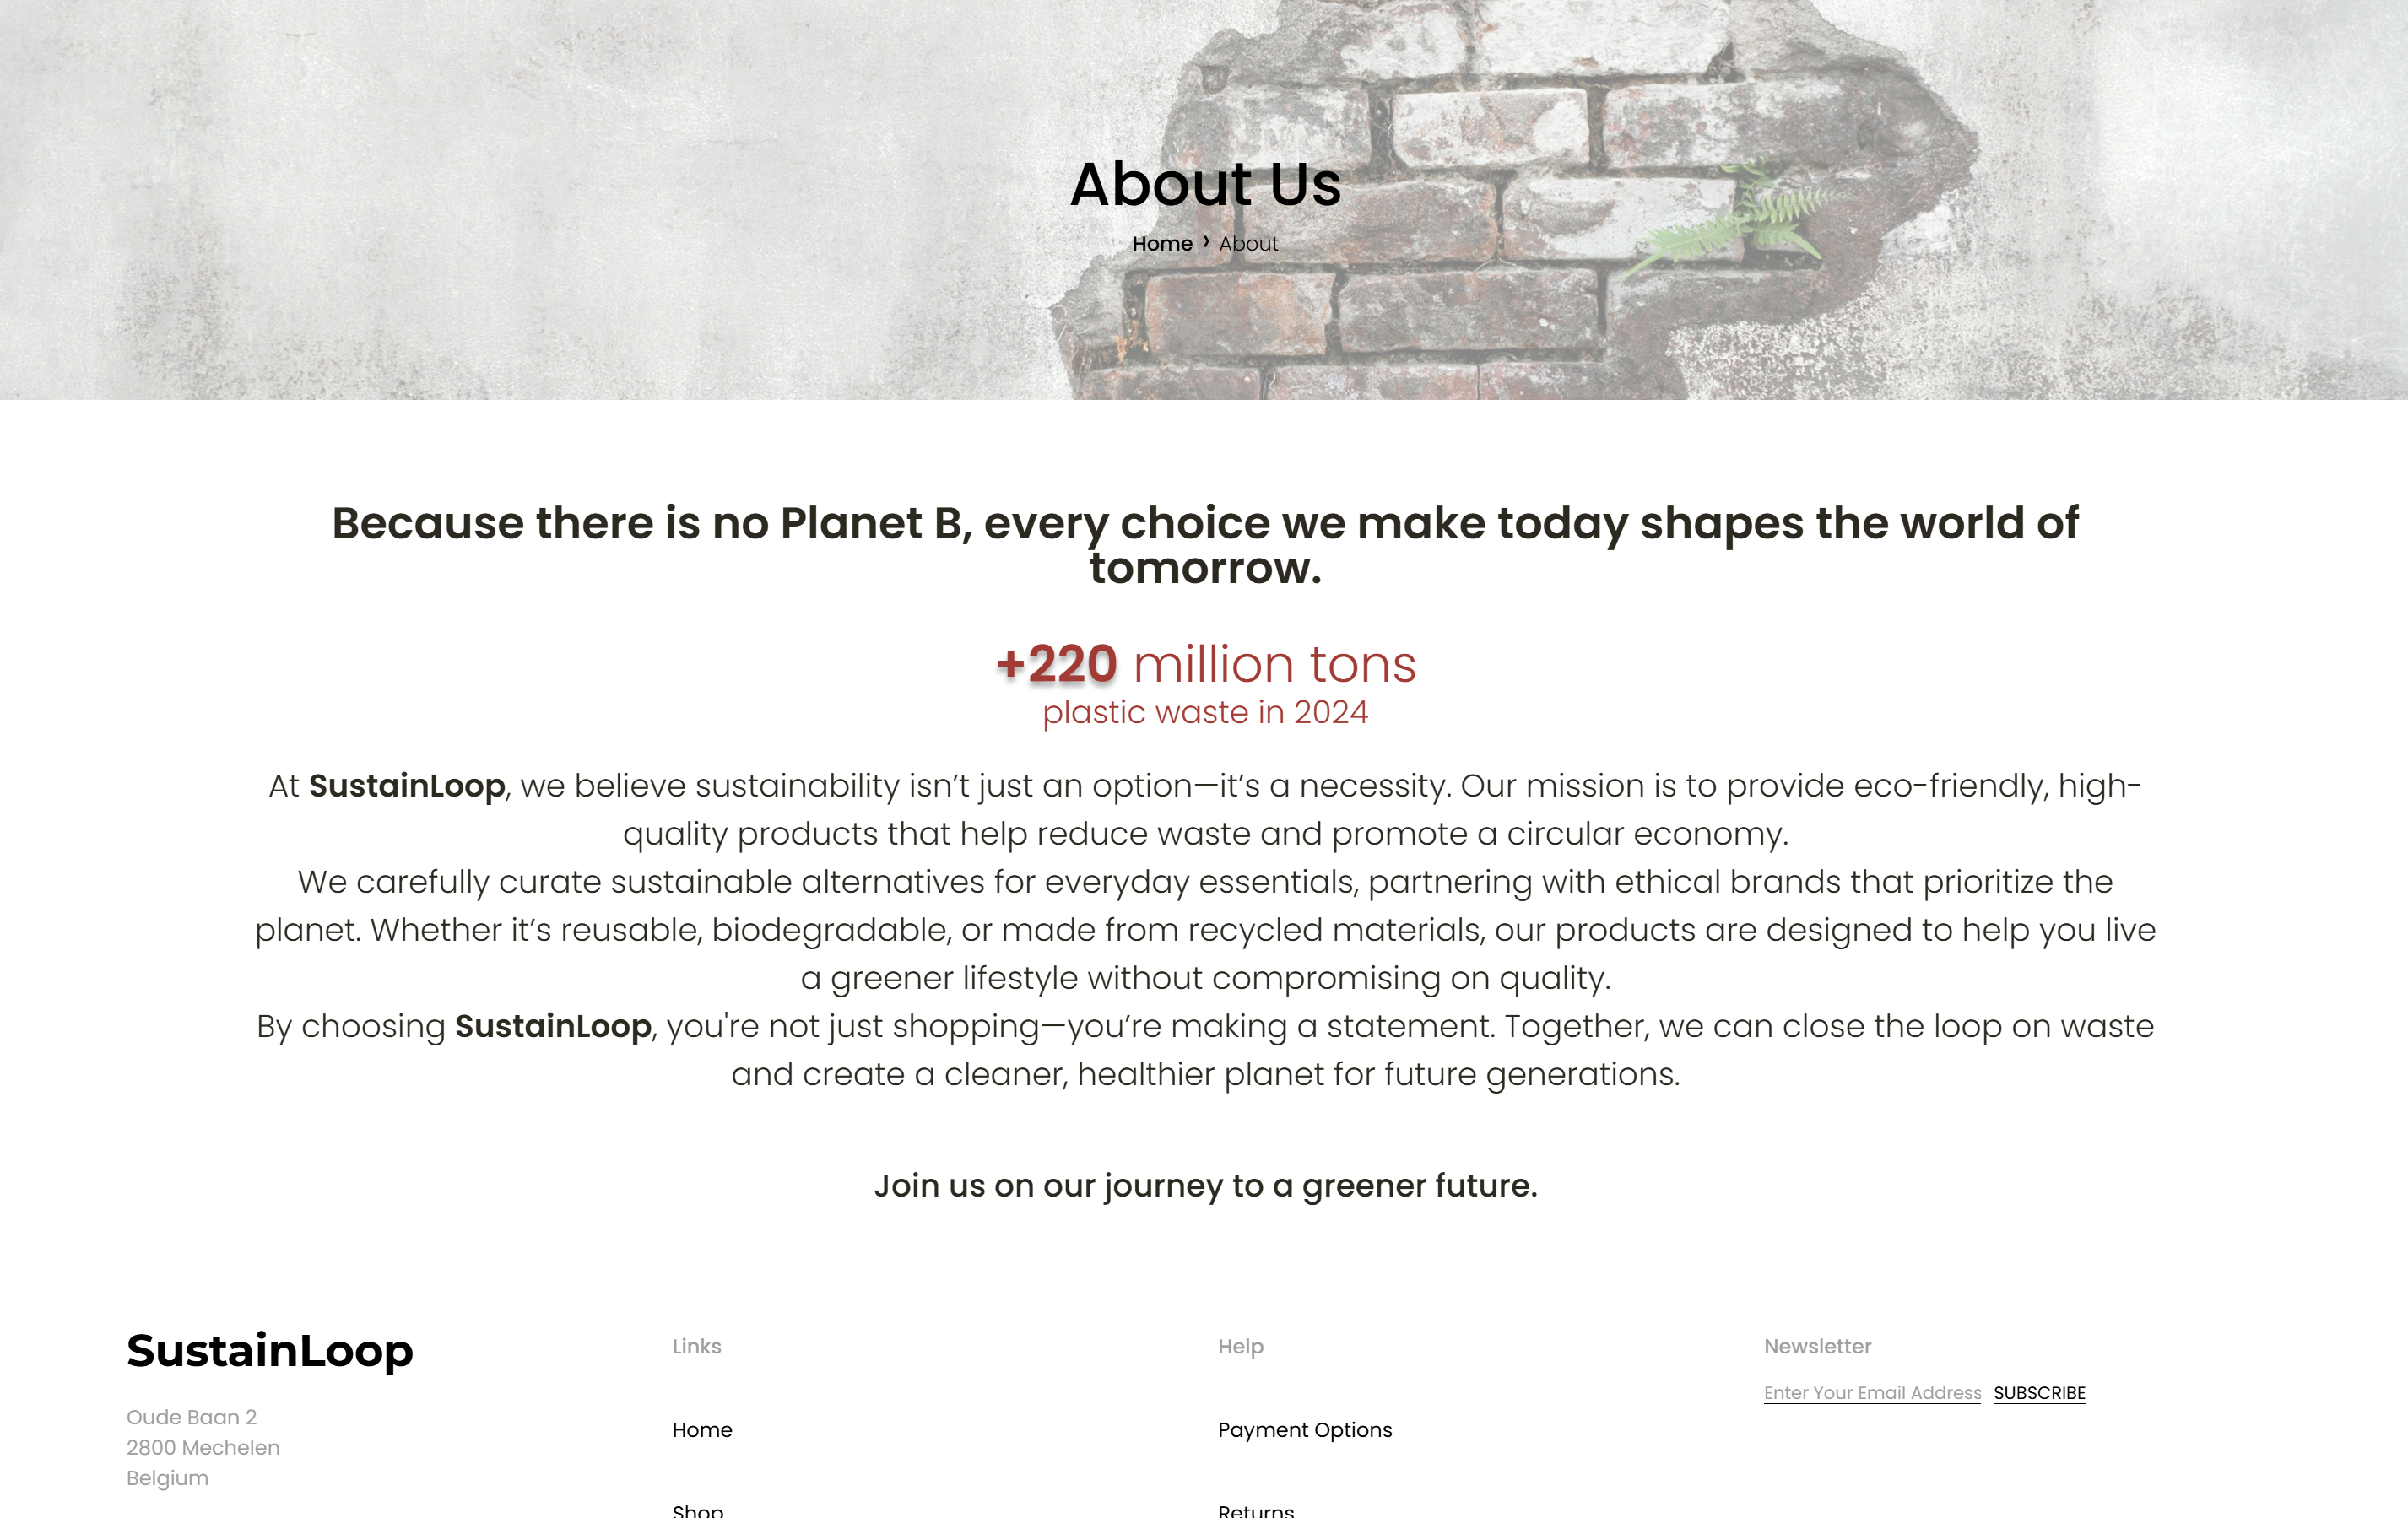 About Us
Home › About
Because there is no Planet B, every choice we make today shapes the world of
tomorrow.
+220 million tons
plastic waste in 2024
At SustainLoop, we believe sustainability isn’t just an option—it’s a necessity. Our mission is to provide eco-friendly, high-
quality products that help reduce waste and promote a circular economy.
We carefully curate sustainable alternatives for everyday essentials, partnering with ethical brands that prioritize the
planet. Whether it’s reusable, biodegradable, or made from recycled materials, our products are designed to help you live
a greener lifestyle without compromising on quality.
By choosing SustainLoop, you're not just shopping—you’re making a statement. Together, we can close the loop on waste
and create a cleaner, healthier planet for future generations.
Join us on our journey to a greener future.
SustainLoop
Oude Baan 2
2800 Mechelen
Belgium
Links
Home
Shop
Help
Payment Options
Returns
Newsletter
Enter Your Email Address SUBSCRIBE